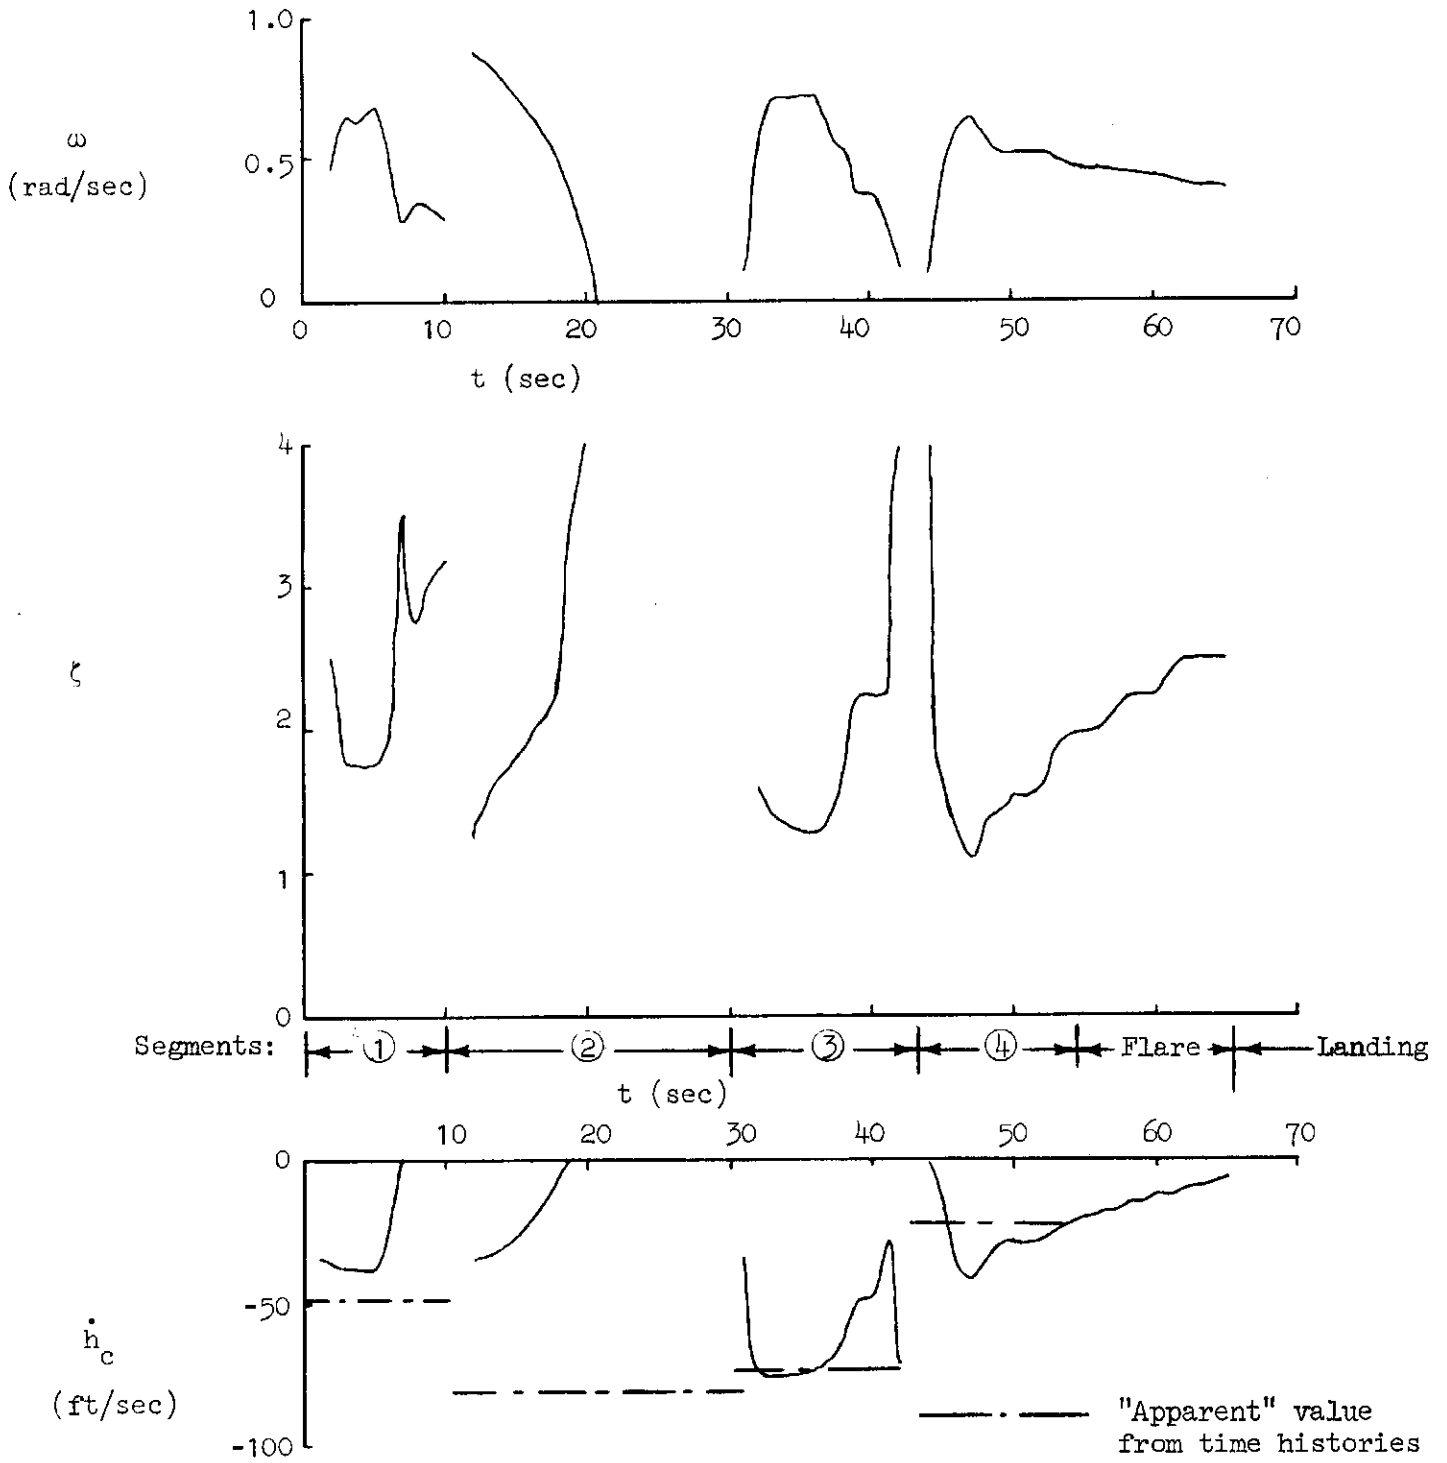 1.0
ω
(rad/sec)
0.5
0
0 10 20 30 40 50 60 70
t (sec)
4
3
ζ
2
1
0
Segments: ① ② ③ ④ Flare Landing
t (sec)
10 20 30 40 50 60 70
0
-50
ḣc
(ft/sec)
-100
"Apparent" value
from time histories